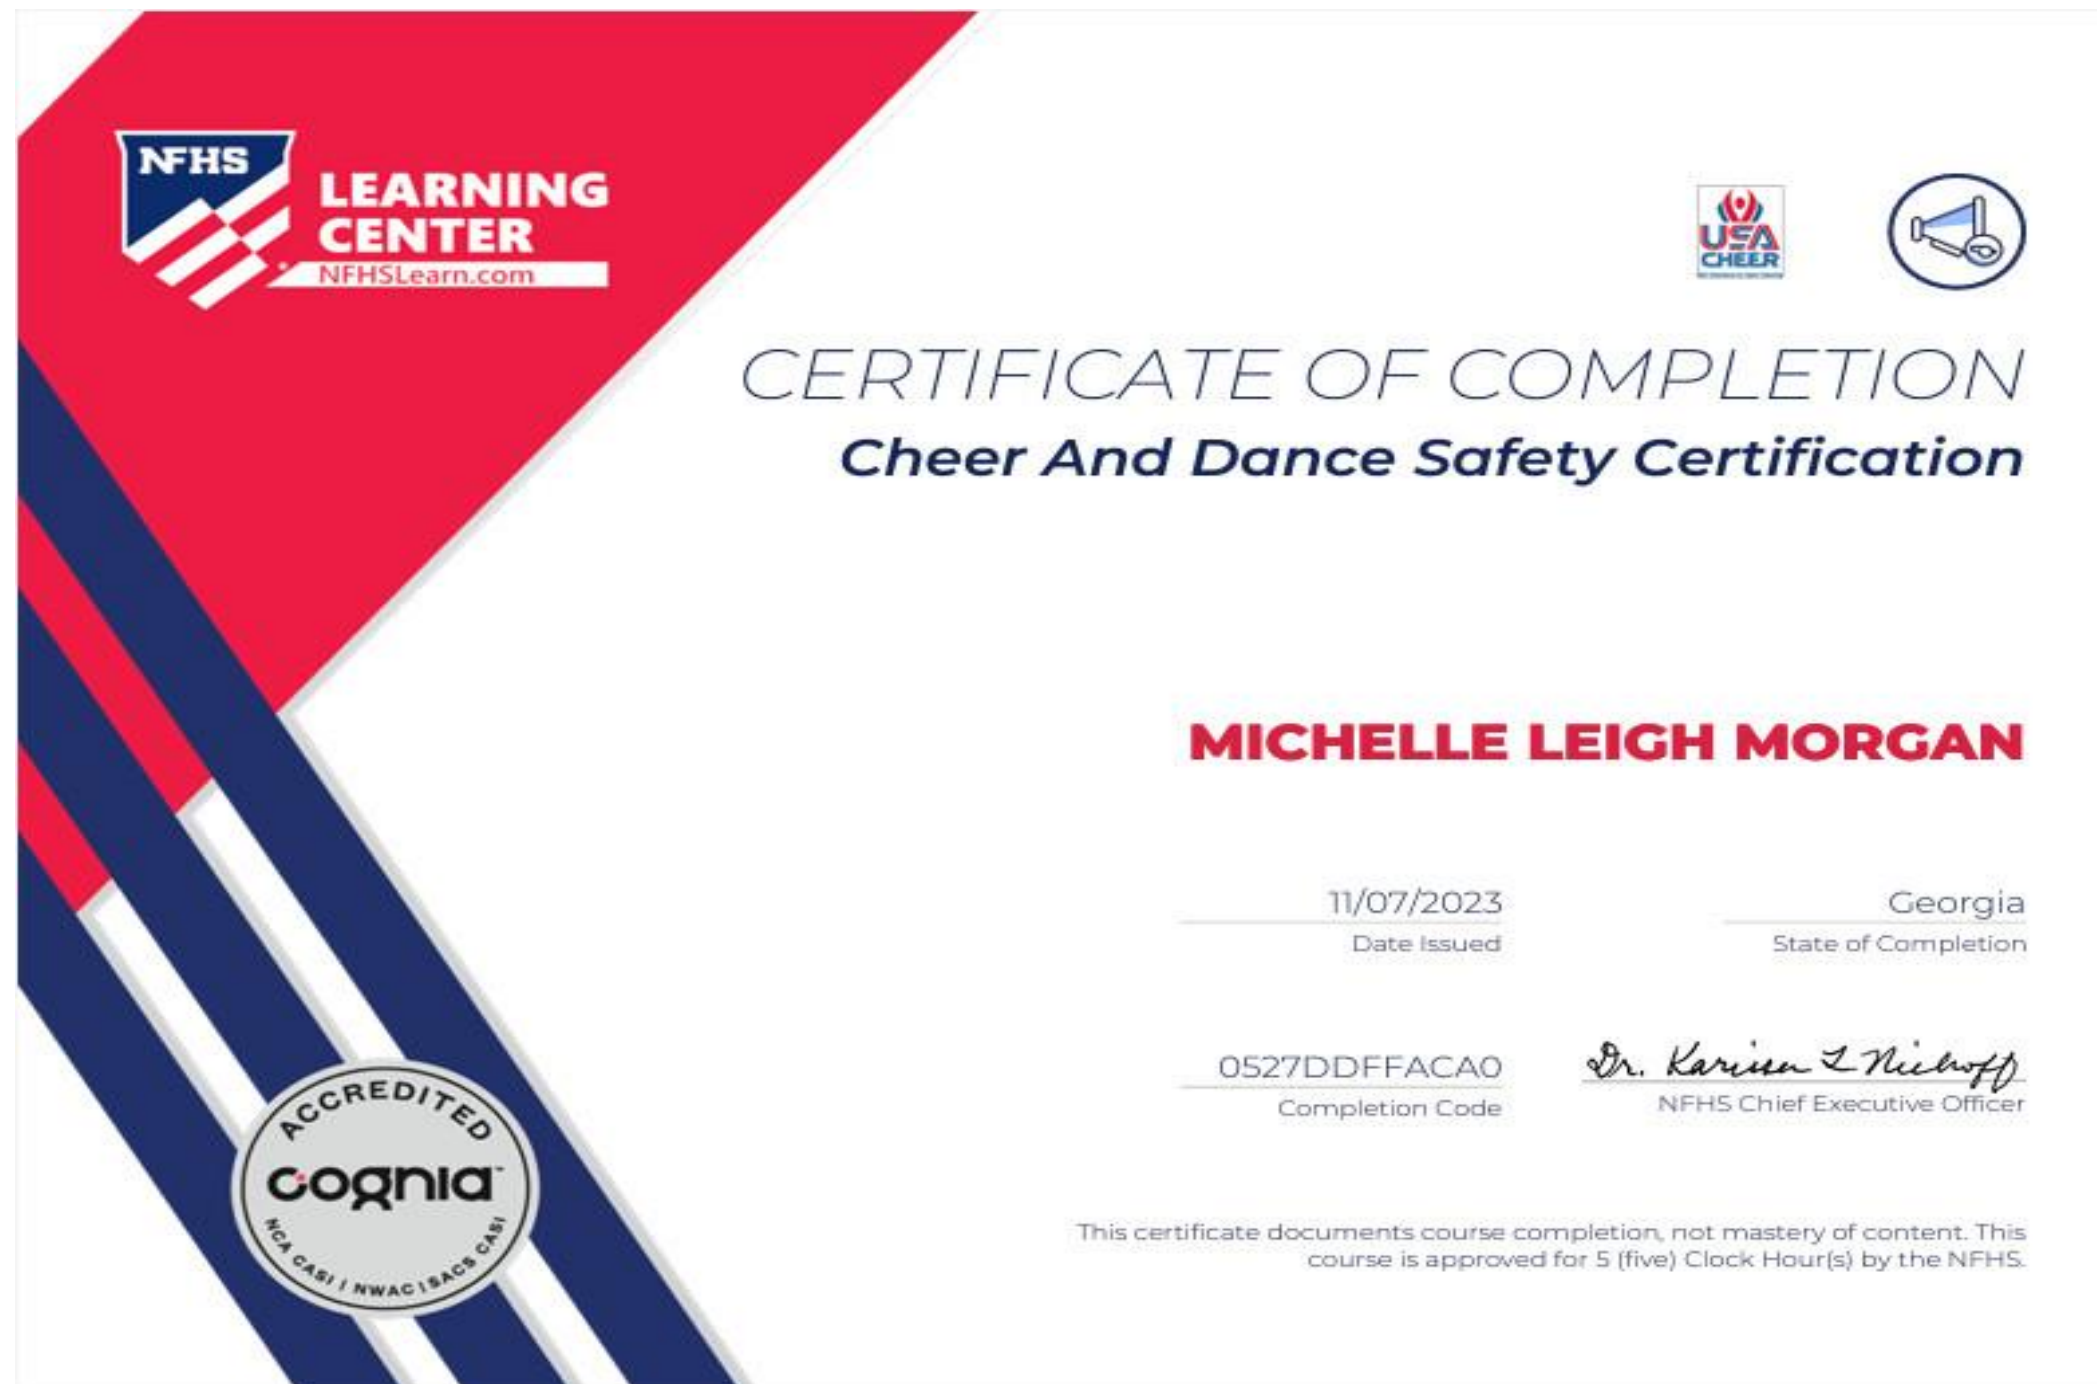 NFHS
LEARNING
CENTER
NFHSLearn.com
USA
CHEER
CERTIFICATE OF COMPLETION
Cheer And Dance Safety Certification
MICHELLE LEIGH MORGAN
11/07/2023
Date Issued
Georgia
State of Completion
0527DDFFACA0
Completion Code
Dr. Karissa L Niehoff
NFHS Chief Executive Officer
ACCREDITED
cognia™
NCA CASI | NWAC | SACS CASI
This certificate documents course completion, not mastery of content. This
course is approved for 5 (five) Clock Hour(s) by the NFHS.